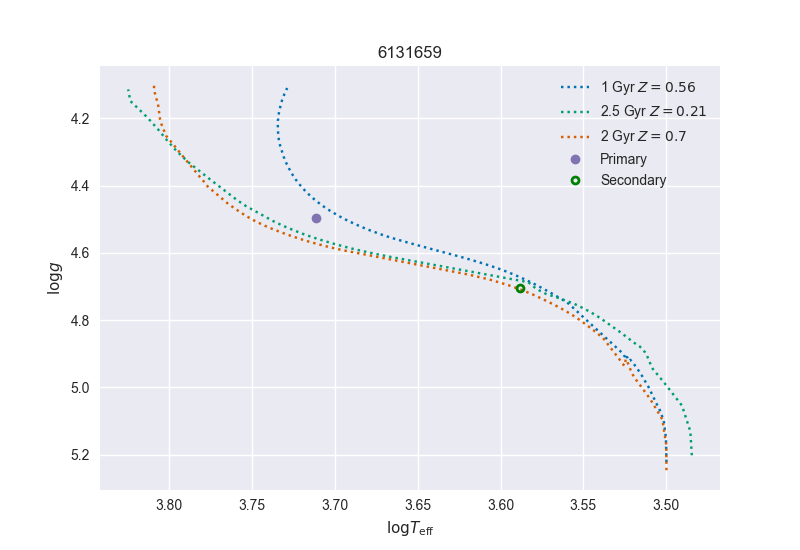 6131659
1 Gyr Z = 0.56
2.5 Gyr Z = 0.21
2 Gyr Z = 0.7
Primary
Secondary
4.2
4.4
4.6
4.8
5.0
5.2
log g
3.80
3.75
3.70
3.65
3.60
3.55
3.50
log T_eff